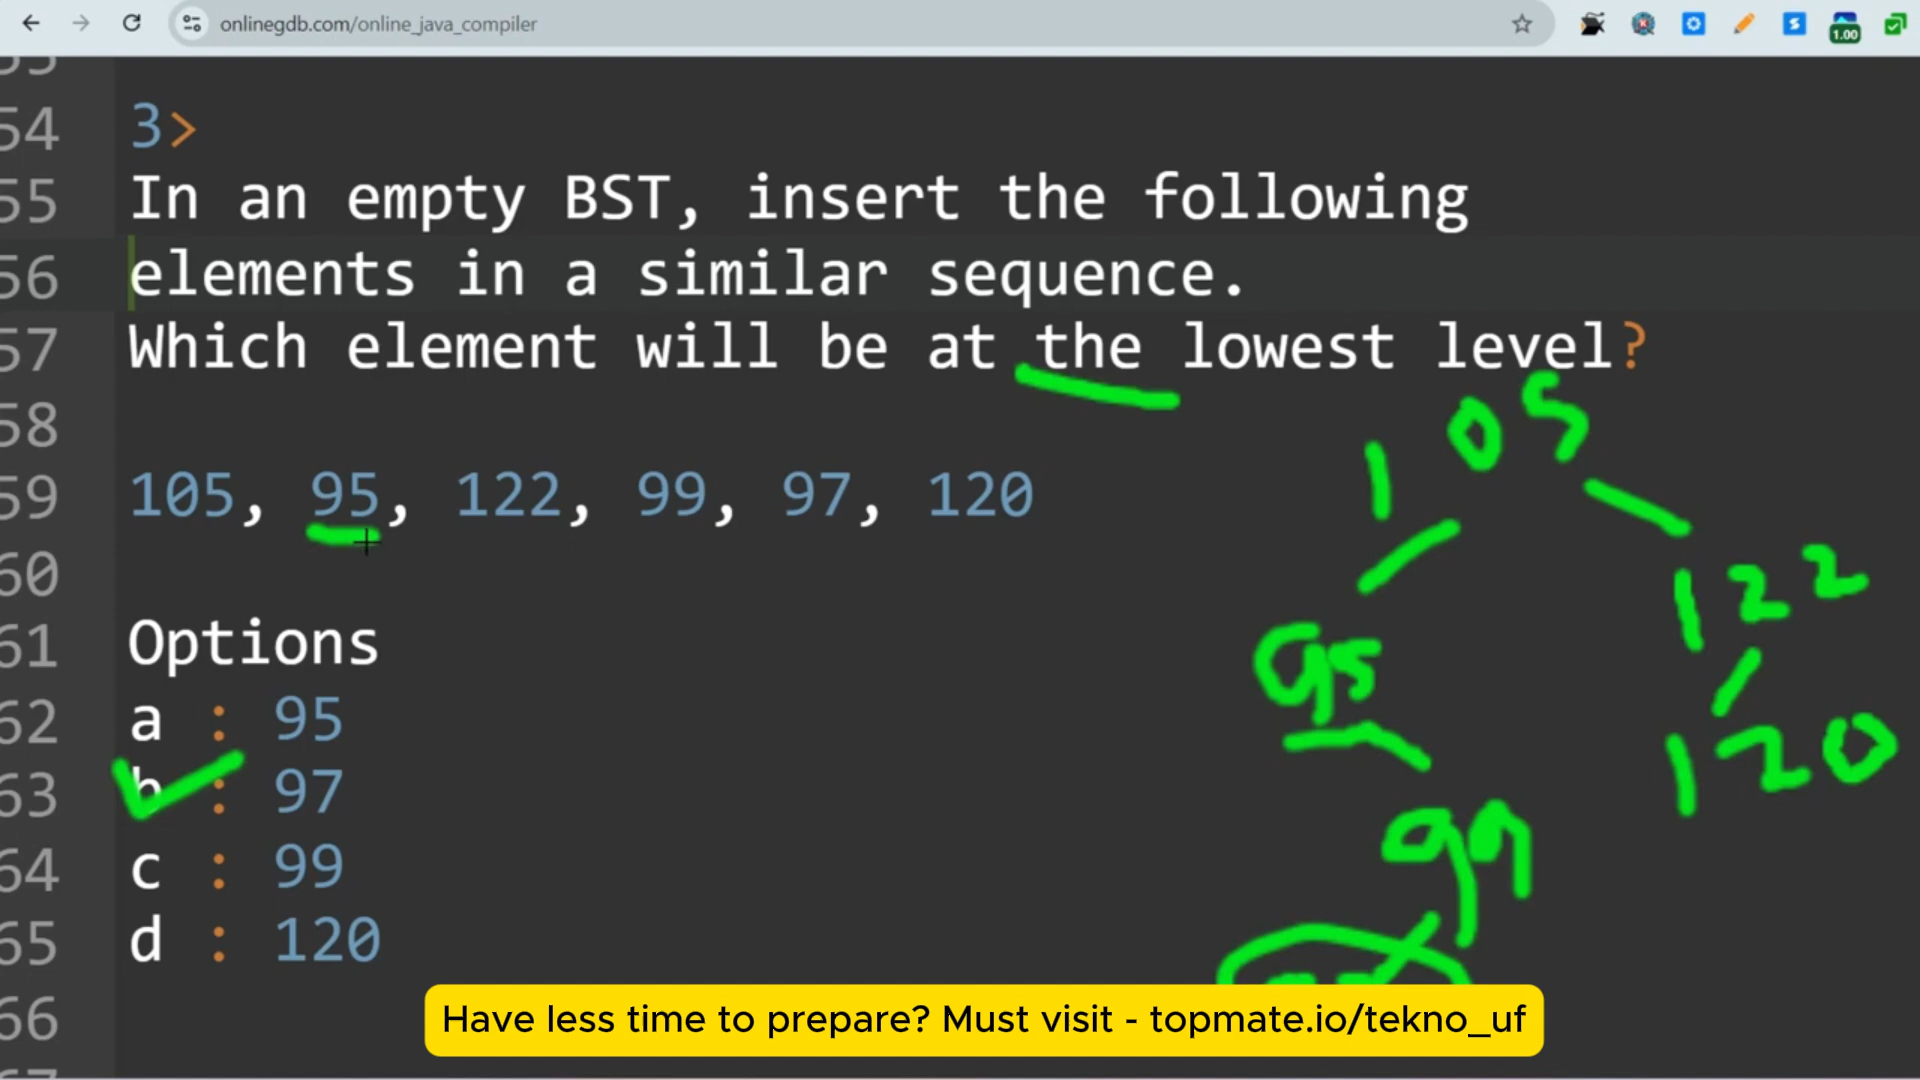 onlinegdb.com/online_java_compiler
1.00
54 3>
55 In an empty BST, insert the following
56 elements in a similar sequence.
57 Which element will be at the lowest level?
58
59 105, 95, 122, 99, 97, 120
60
61 Options
62 a : 95
63 b : 97
64 c : 99
65 d : 120
66
105
122
95
120
99
Have less time to prepare? Must visit - topmate.io/tekno_uf